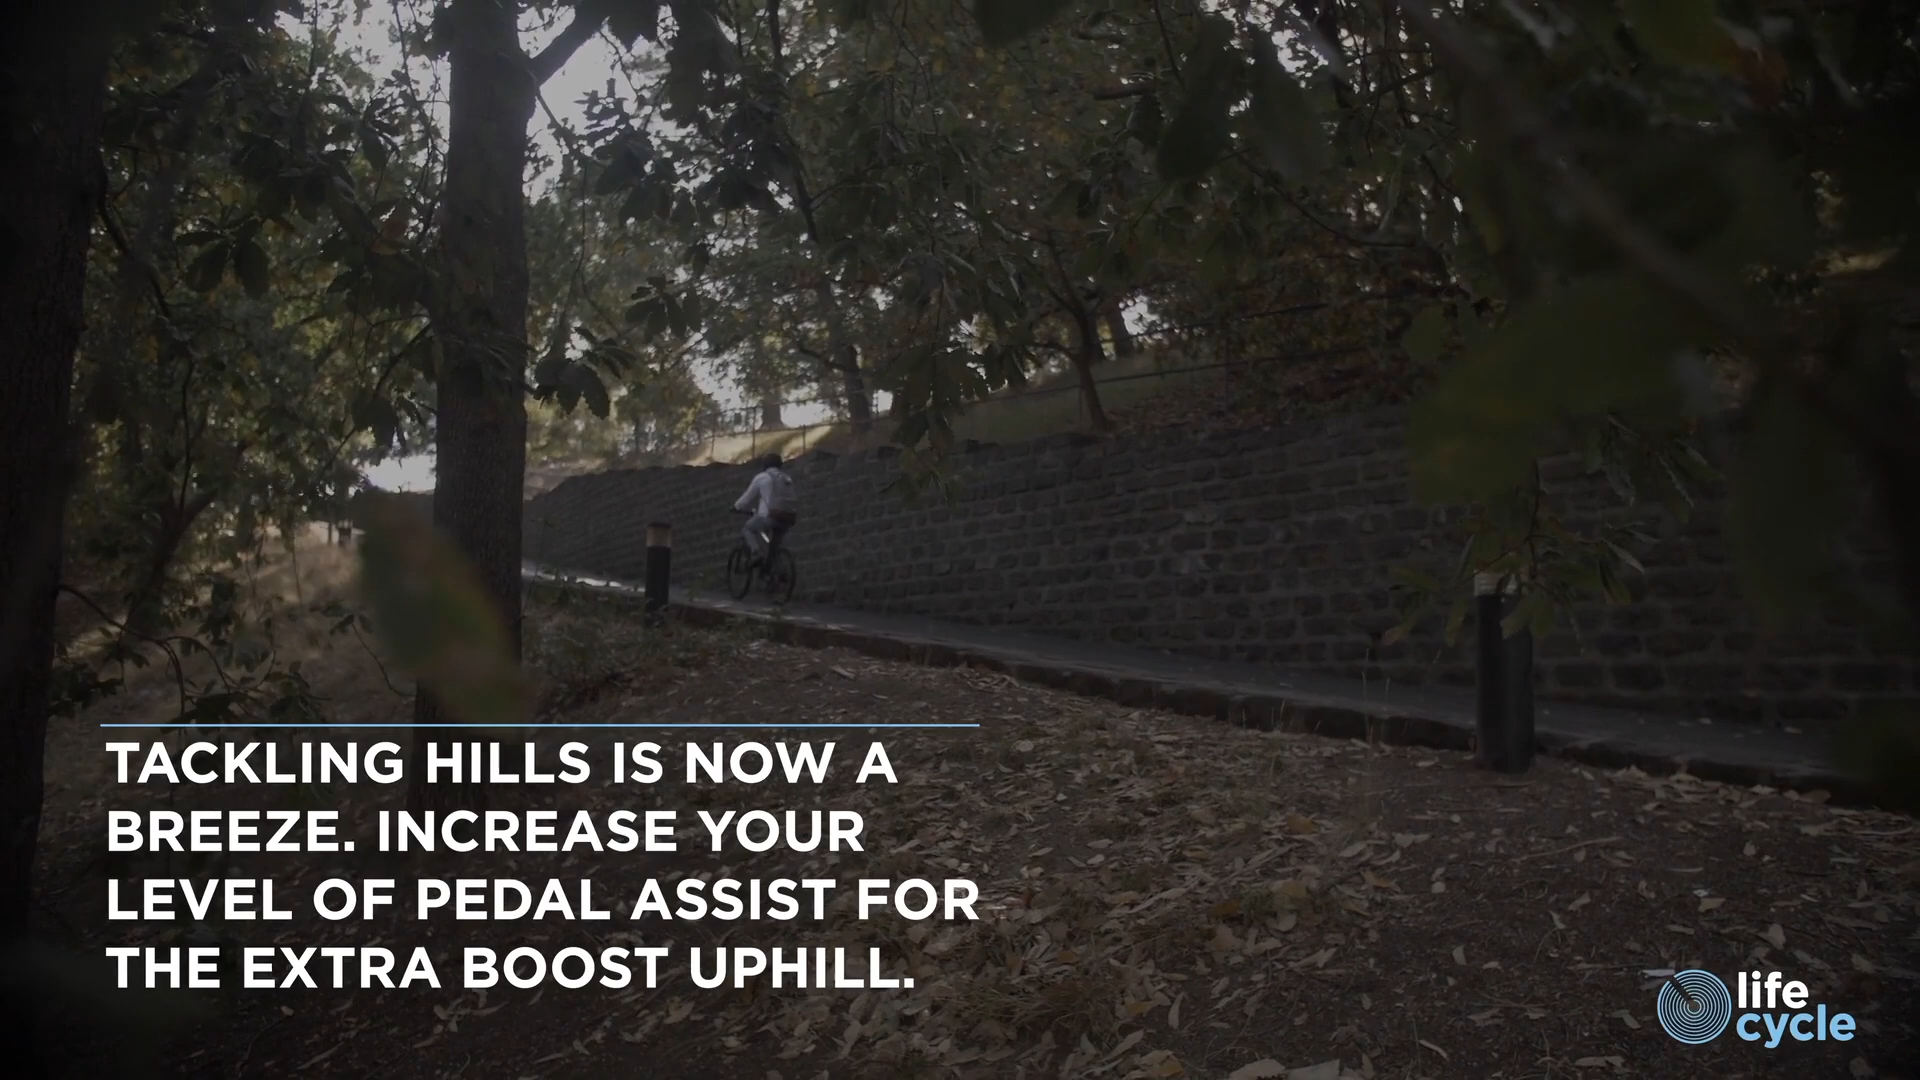 TACKLING HILLS IS NOW A
BREEZE. INCREASE YOUR
LEVEL OF PEDAL ASSIST FOR
THE EXTRA BOOST UPHILL.
life
cycle